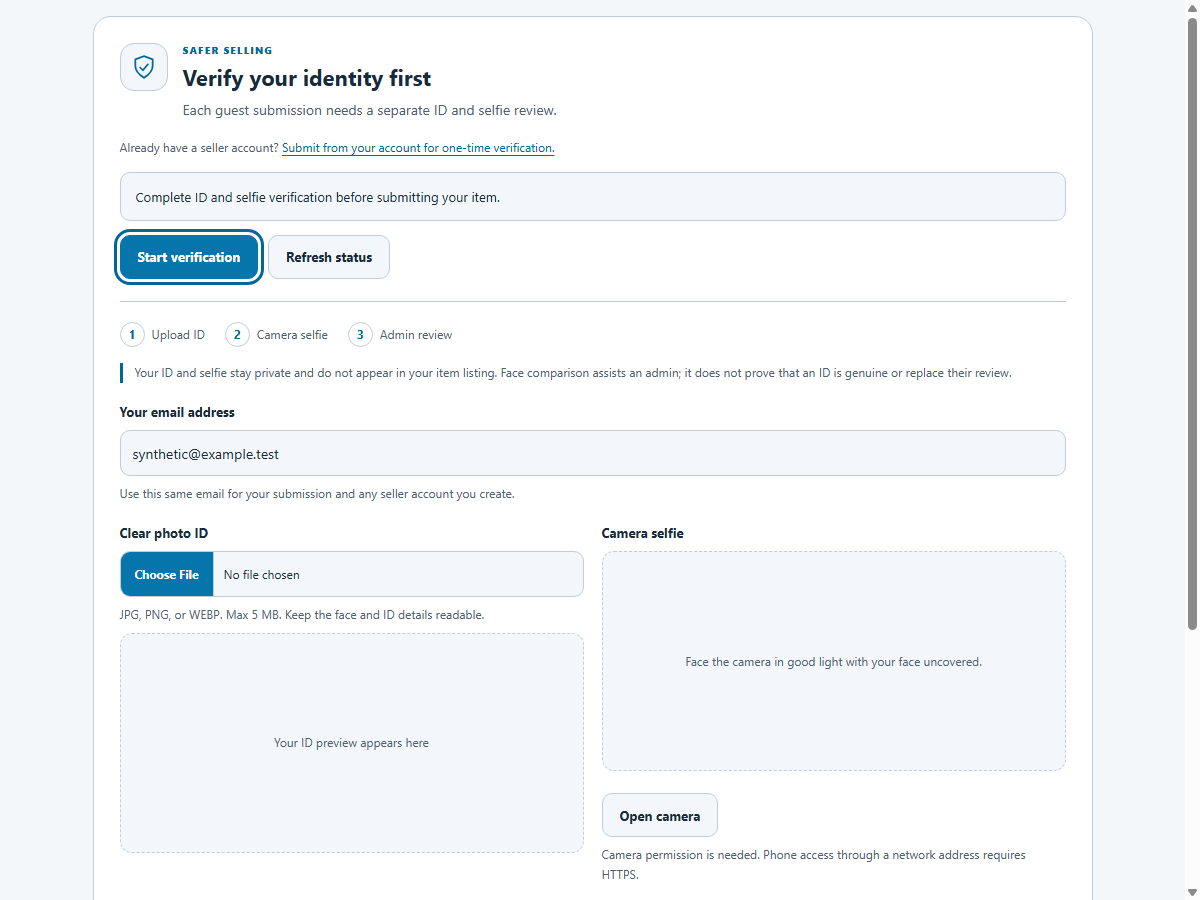 SAFER SELLING
Verify your identity first
Each guest submission needs a separate ID and selfie review.
Already have a seller account? Submit from your account for one-time verification.
Complete ID and selfie verification before submitting your item.
Start verification
Refresh status
1 Upload ID
2 Camera selfie
3 Admin review
Your ID and selfie stay private and do not appear in your item listing. Face comparison assists an admin; it does not prove that an ID is genuine or replace their review.
Your email address
synthetic@example.test
Use this same email for your submission and any seller account you create.
Clear photo ID
Choose File No file chosen
JPG, PNG, or WEBP. Max 5 MB. Keep the face and ID details readable.
Your ID preview appears here
Camera selfie
Face the camera in good light with your face uncovered.
Open camera
Camera permission is needed. Phone access through a network address requires
HTTPS.